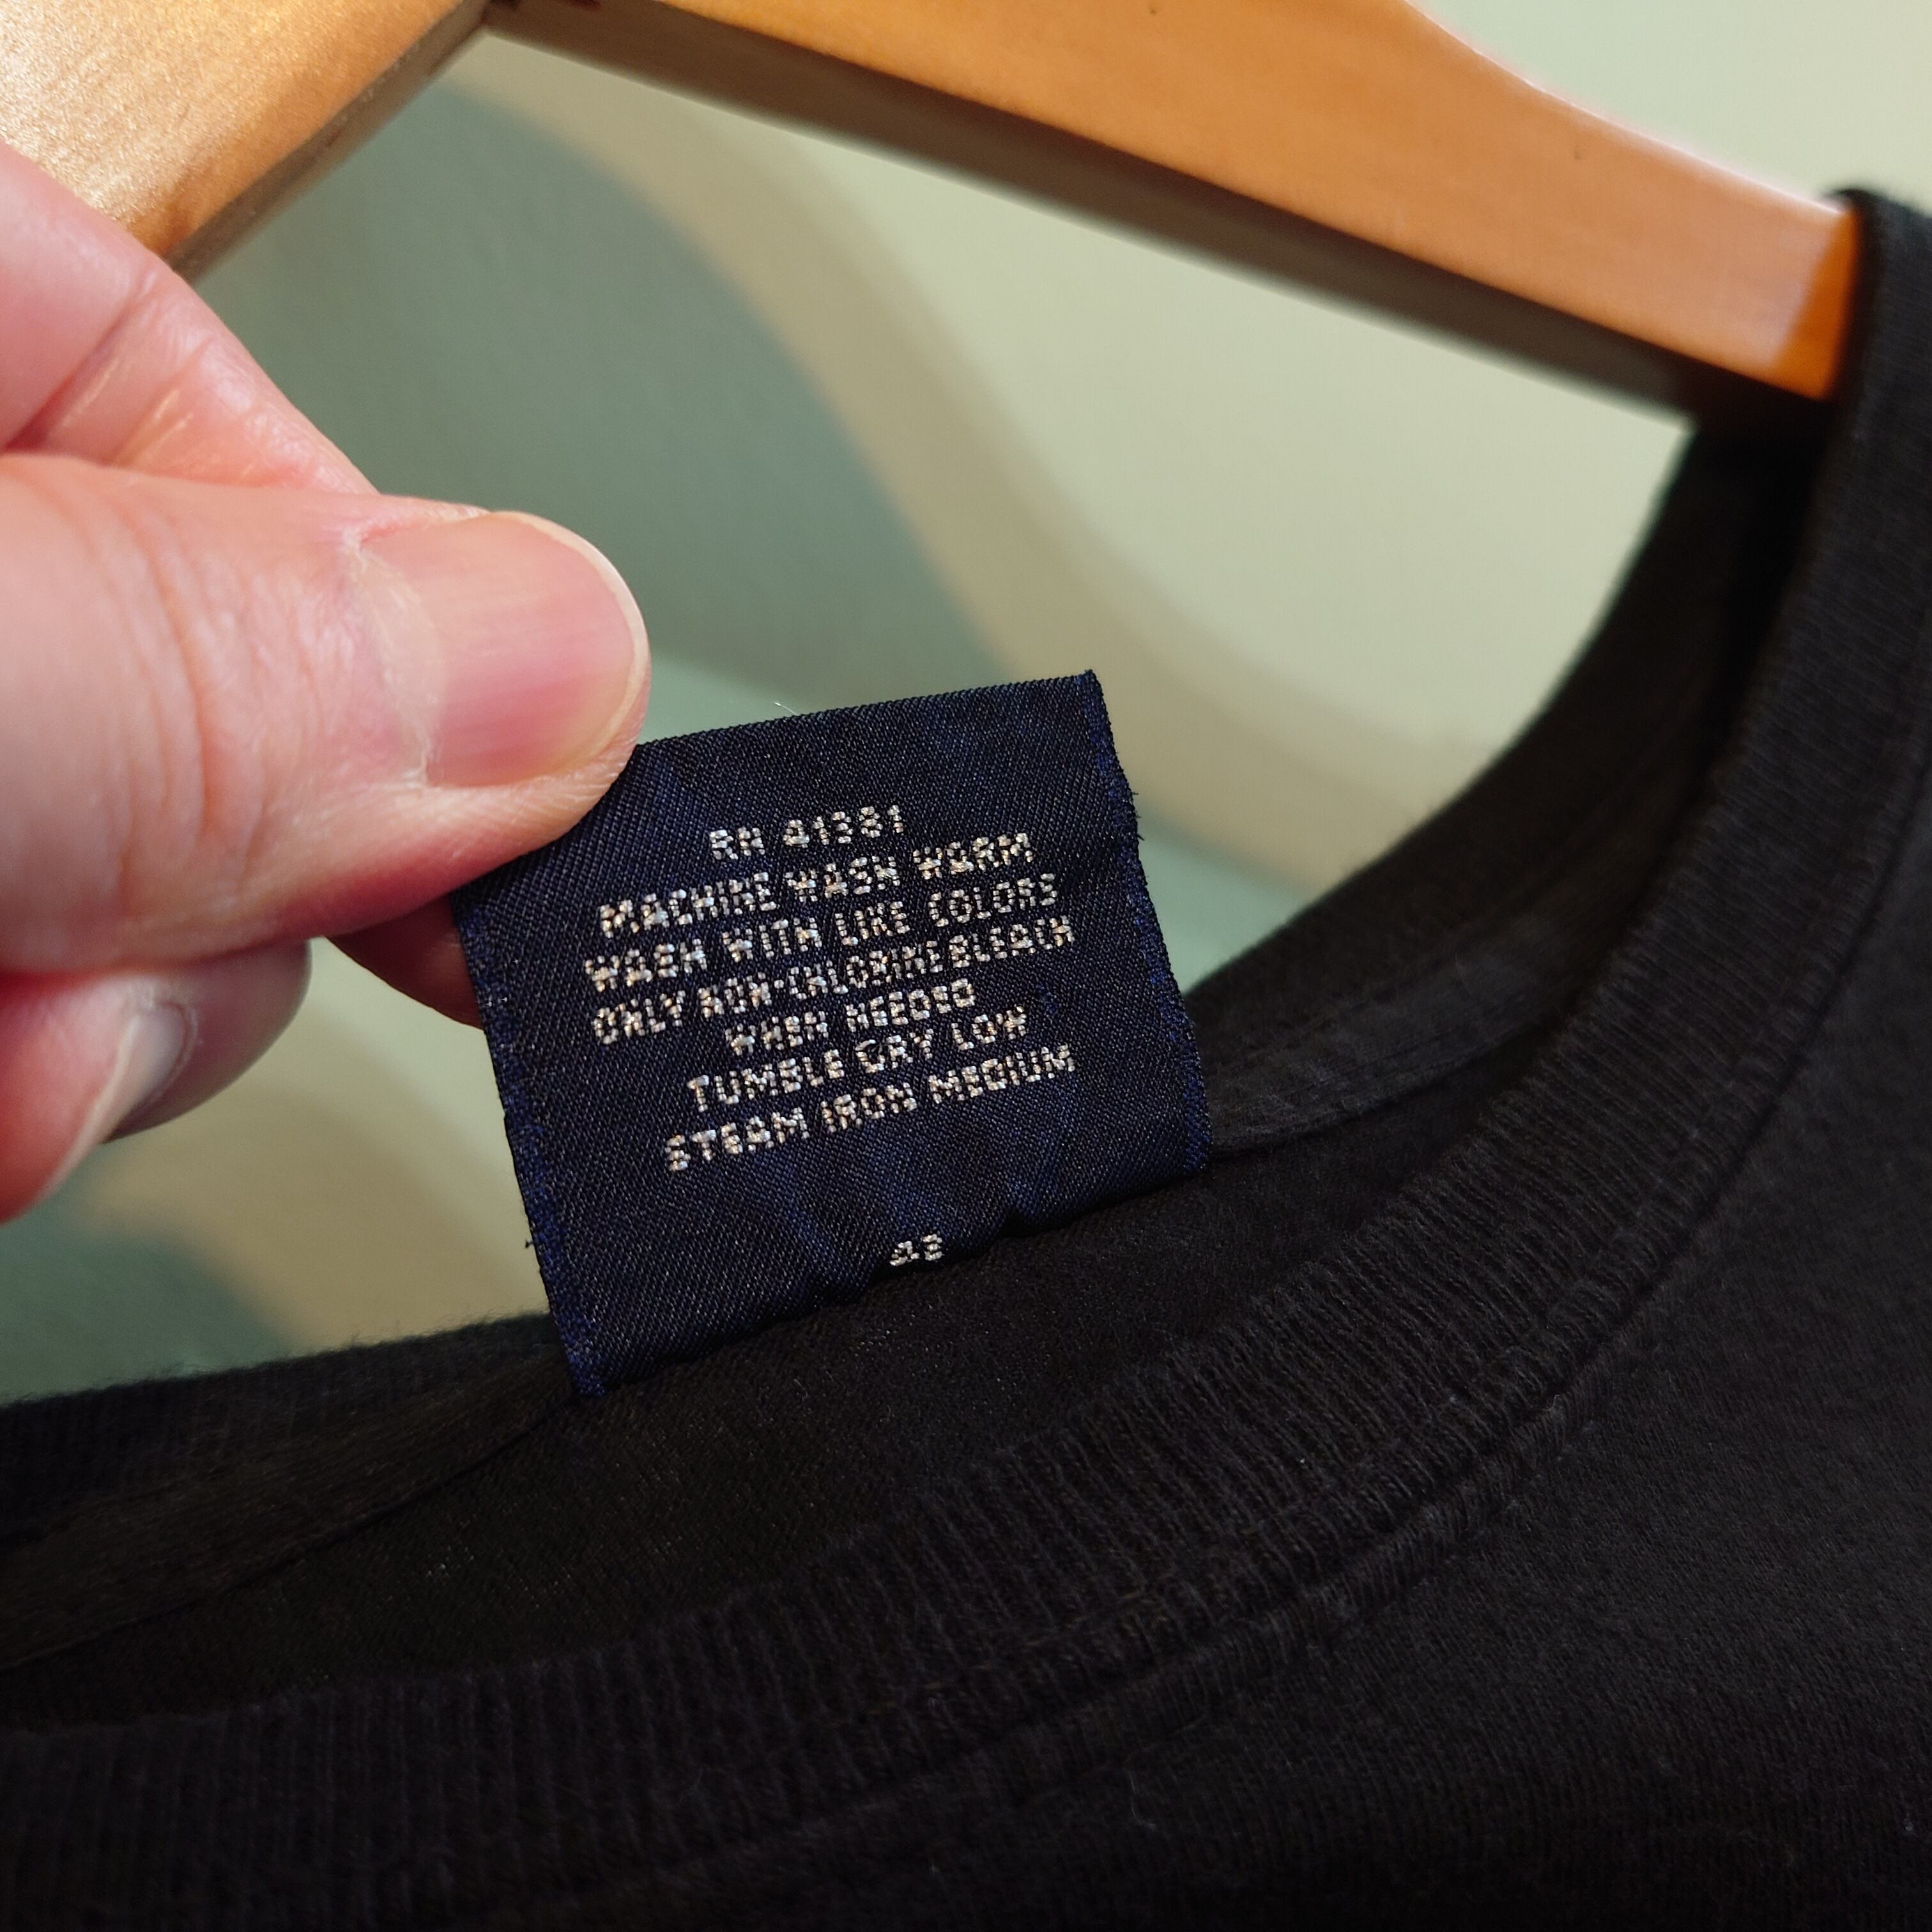 RN 41381
MACHINE WASH WARM
WASH WITH LIKE COLORS
ONLY NON-CHLORINE BLEACH
WHEN NEEDED
TUMBLE DRY LOW
STEAM IRON MEDIUM
43